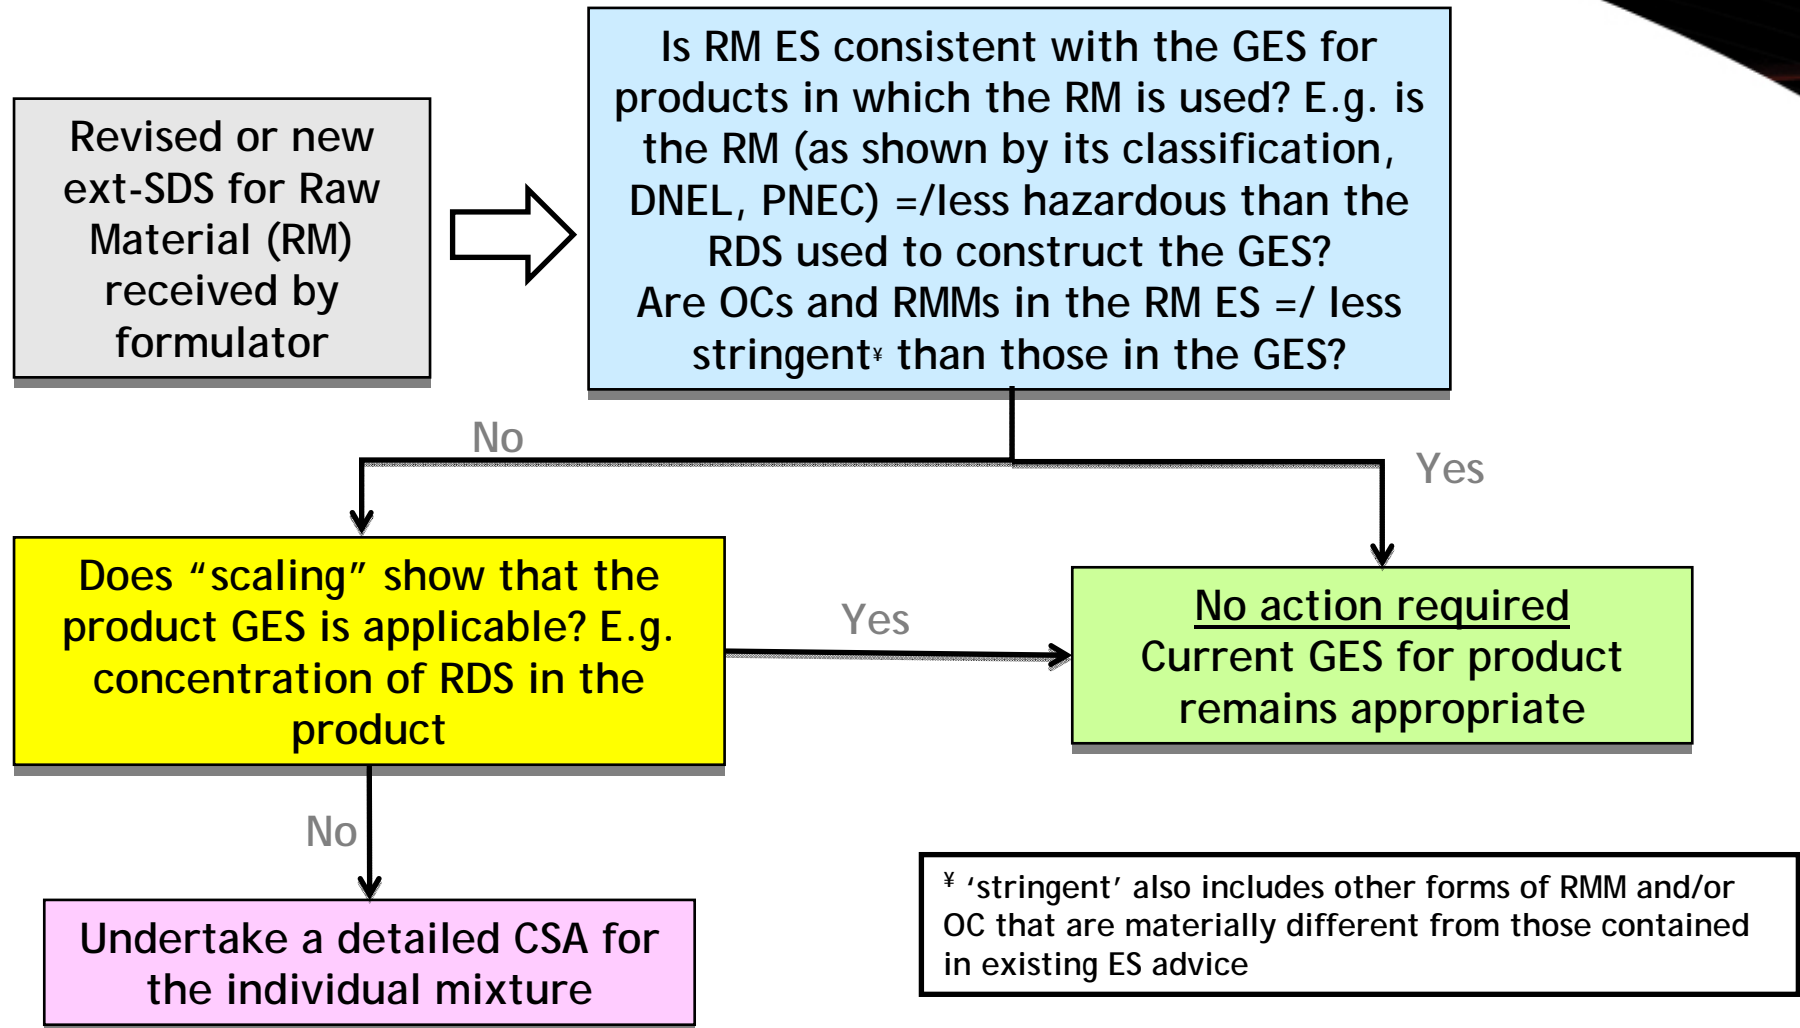 Revised or new
ext-SDS for Raw
Material (RM)
received by
formulator
Is RM ES consistent with the GES for
products in which the RM is used? E.g. is
the RM (as shown by its classification,
DNEL, PNEC) =/less hazardous than the
RDS used to construct the GES?
Are OCs and RMMs in the RM ES =/ less
stringent¥ than those in the GES?
No
Yes
Does “scaling” show that the
product GES is applicable? E.g.
concentration of RDS in the
product
Yes
No action required
Current GES for product
remains appropriate
No
Undertake a detailed CSA for
the individual mixture
¥ ‘stringent’ also includes other forms of RMM and/or
OC that are materially different from those contained
in existing ES advice